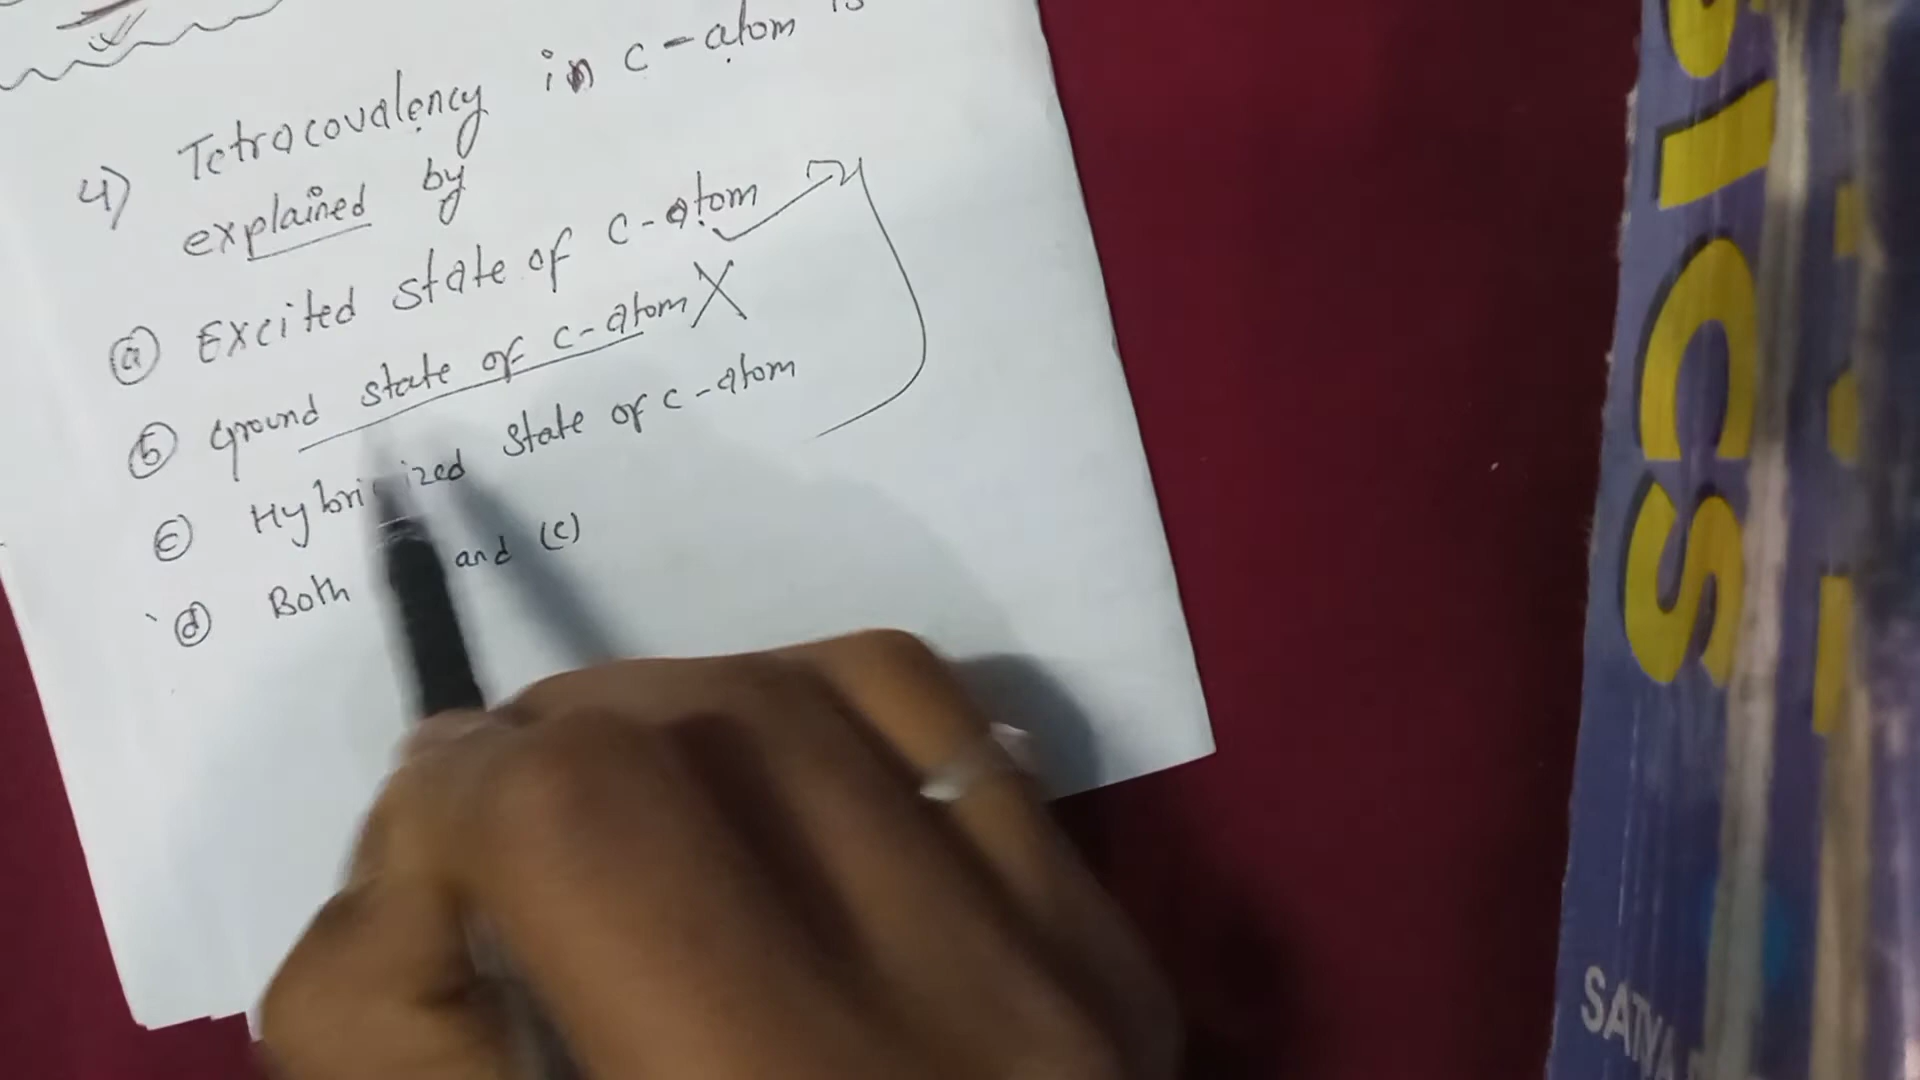 4) Tetracovalency in c-atom is
explained by
(a) Excited state of c-atom
(b) Ground state of c-atom X
(c) state of c-atom
(d) Both and (c)
SICS